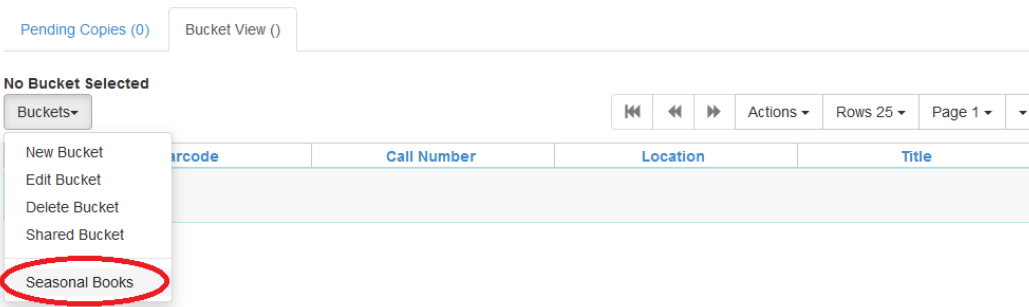 Pending Copies (0) Bucket View ()
No Bucket Selected
Buckets Actions Rows 25 Page 1
arcode Call Number Location Title
New Bucket
Edit Bucket
Delete Bucket
Shared Bucket
Seasonal Books